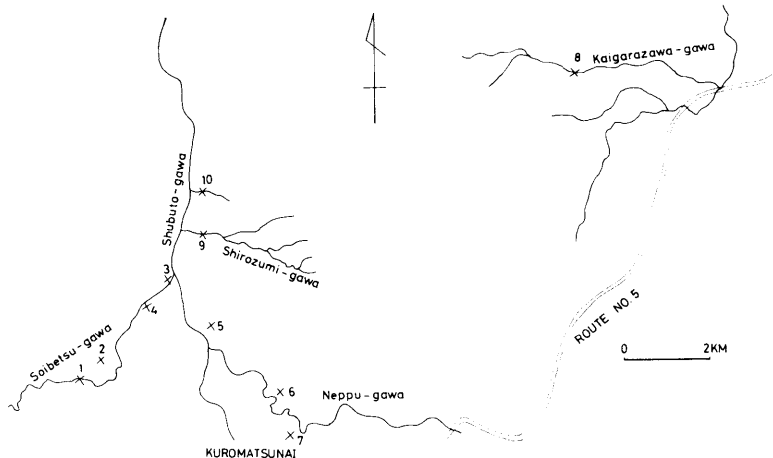 8 Kaigarazawa-gawa
10
Shubuto-gawa
9
Shirozumi-gawa
3
4
5
Soibetsu-gawa
2
1
ROUTE NO. 5
0 2KM
6
Neppu-gawa
7
KUROMATSUNAI